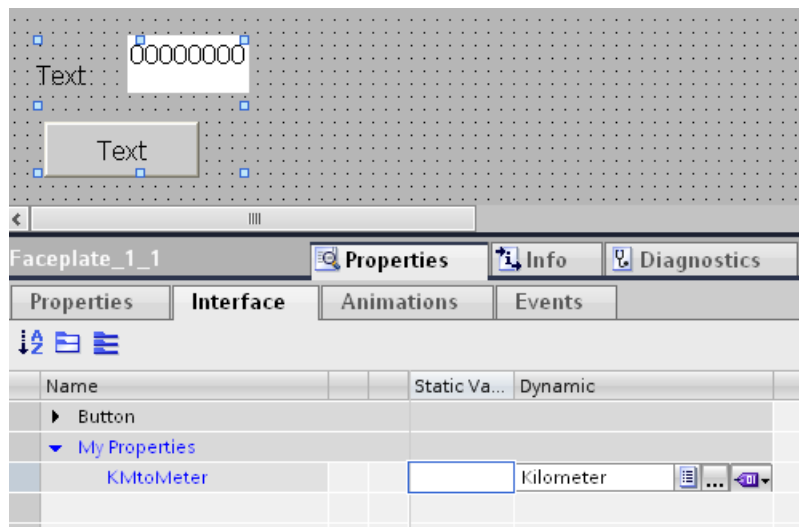 00000000
Text
Text
Faceplate_1_1 Properties Info Diagnostics
Properties Interface Animations Events
Name Static Va... Dynamic
Button
My Properties
KMtoMeter Kilometer ...